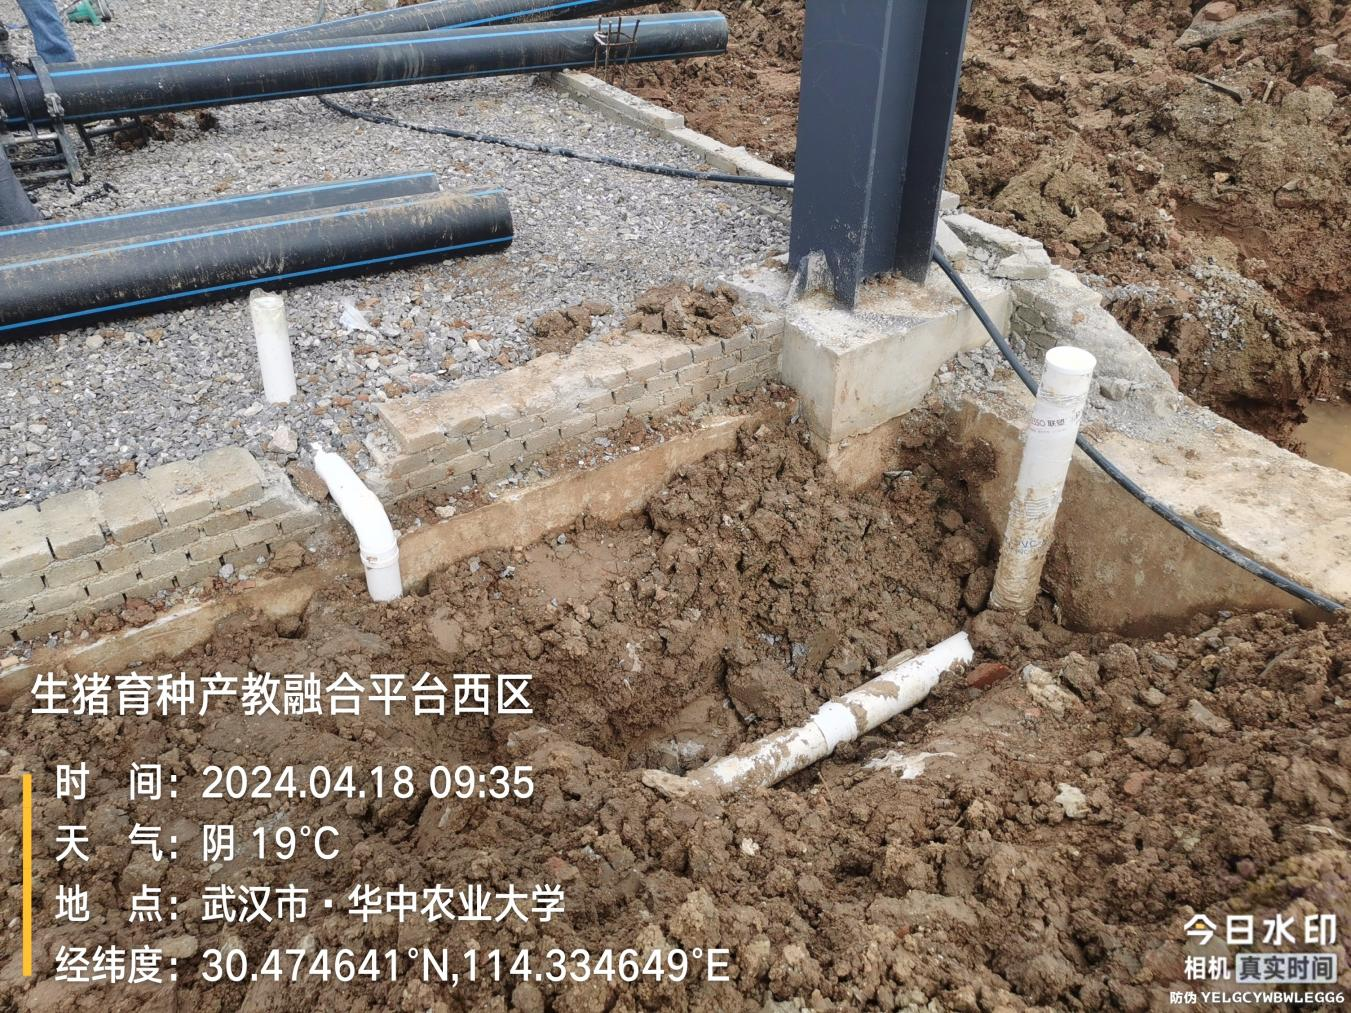 生猪育种产教融合平台西区
时 间：2024.04.18 09:35
天 气：阴 19°C
地 点：武汉市·华中农业大学
经纬度：30.474641°N,114.334649°E
今日水印
相机 真实时间
防伪 YELGCYWBWLEGG6